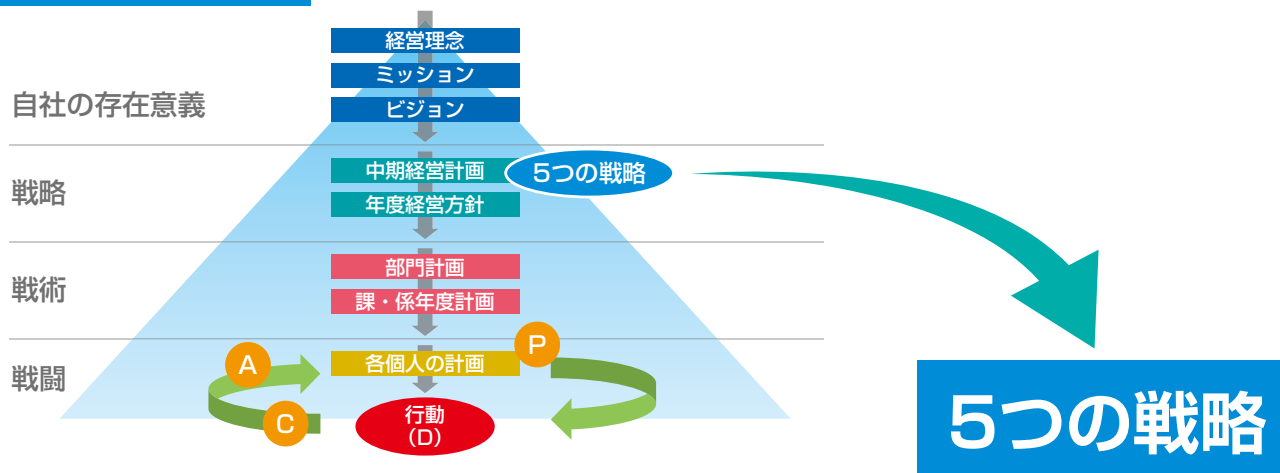 経営理念
ミッション
ビジョン
自社の存在意義
中期経営計画
5つの戦略
年度経営方針
戦略
部門計画
課・係年度計画
戦術
各個人の計画
P
A
C
行動
(D)
戦闘
5つの戦略